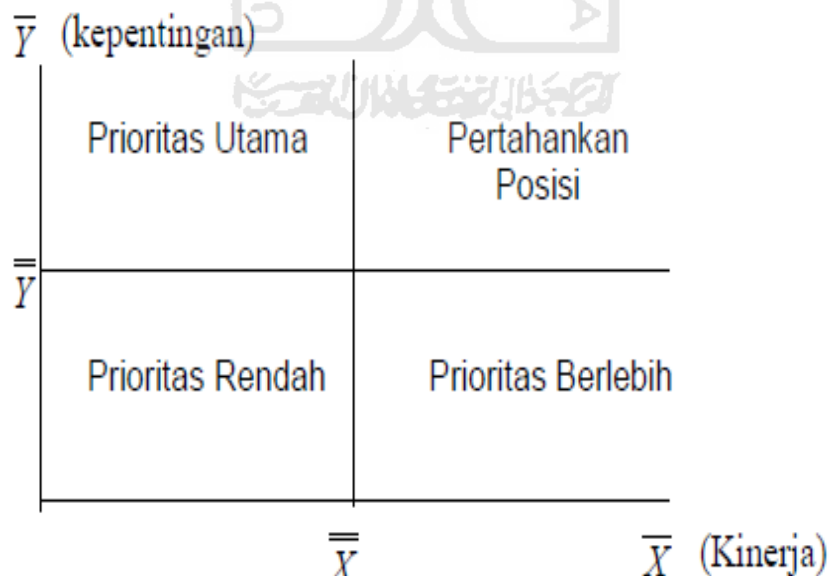 Y̅ (kepentingan)
Prioritas Utama
Pertahankan
Posisi
Y̿
Prioritas Rendah
Prioritas Berlebih
X̿
X̅ (Kinerja)